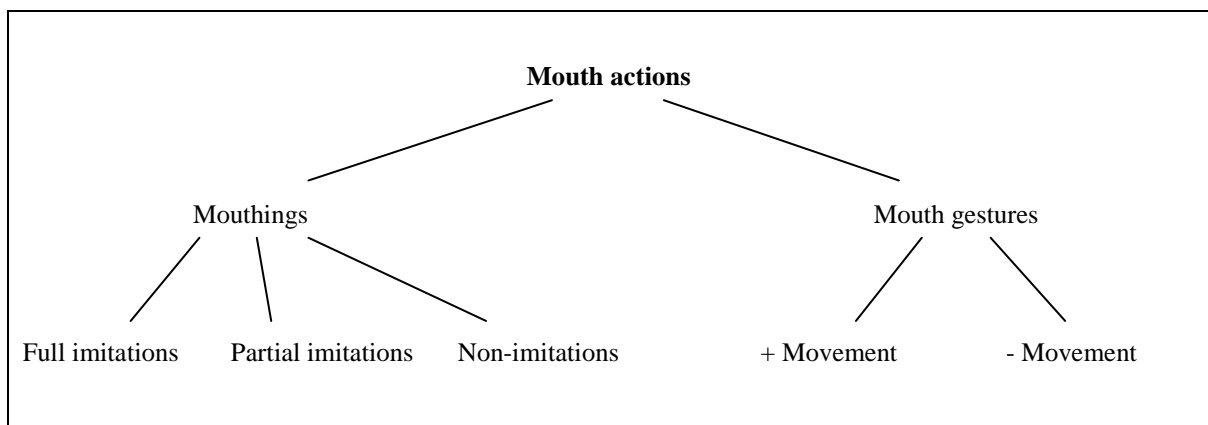 Mouth actions
Mouthings Mouth gestures
Full imitations Partial imitations Non-imitations + Movement - Movement